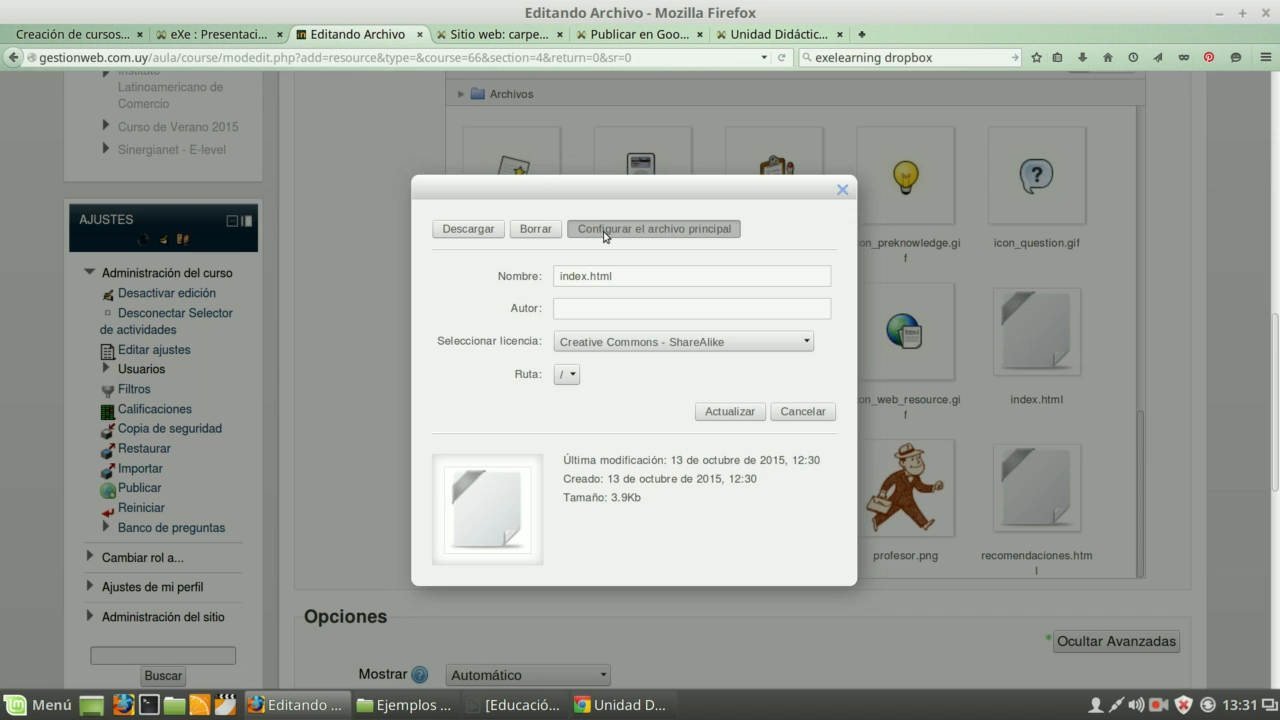 Editando Archivo - Mozilla Firefox
Creación de cursos... × eXe : Presentaci... × Editando Archivo × Sitio web: carpe... × Publicar en Goo... × Unidad Didáctic... ×
gestionweb.com.uy/aula/course/modedit.php?add=resource&type=&course=66&section=4&return=0&sr=0
exelearning dropbox
Instituto
Latinoamericano de
Comercio
Curso de Verano 2015
Sinergianet - E-level
AJUSTES
Administración del curso
Desactivar edición
Desconectar Selector
de actividades
Editar ajustes
Usuarios
Filtros
Calificaciones
Copia de seguridad
Restaurar
Importar
Publicar
Reiniciar
Banco de preguntas
Cambiar rol a...
Ajustes de mi perfil
Administración del sitio
Buscar
Archivos
on_preknowledge.gi
f
icon_question.gif
on_web_resource.gi
f
index.html
profesor.png
recomendaciones.htm
l
Descargar Borrar Configurar el archivo principal
Nombre: index.html
Autor:
Seleccionar licencia: Creative Commons - ShareAlike
Ruta: /
Actualizar Cancelar
Última modificación: 13 de octubre de 2015, 12:30
Creado: 13 de octubre de 2015, 12:30
Tamaño: 3.9Kb
Opciones
* Ocultar Avanzadas
Mostrar ? Automático
Menú Editando ... Ejemplos ... [Educació... Unidad D... 13:31